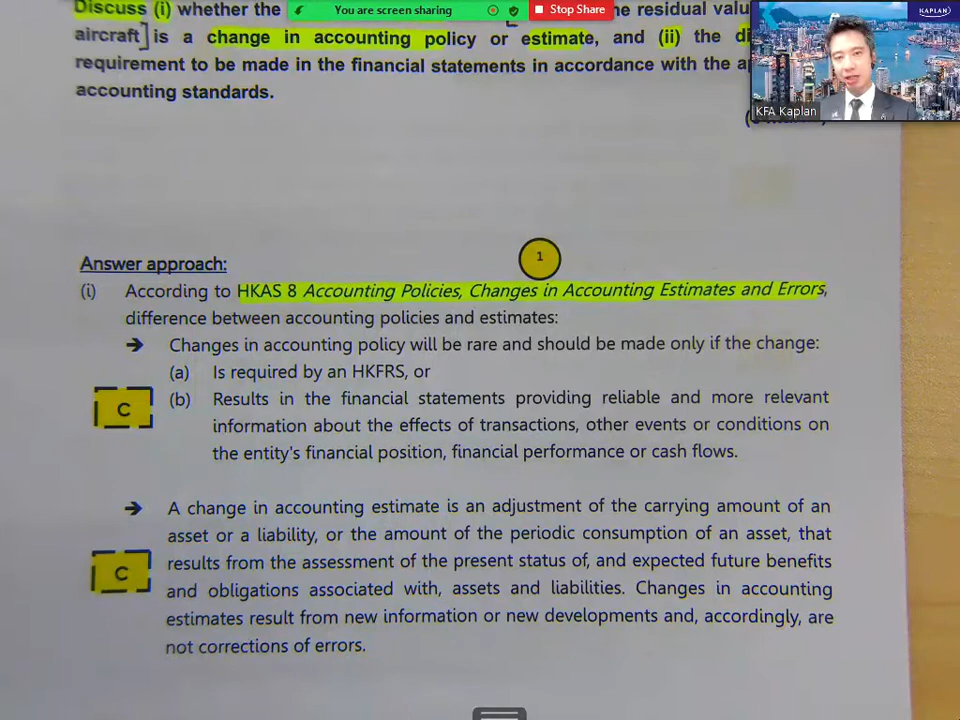 Discuss (i) whether the
You are screen sharing
Stop Share
he residual valu
aircraft] is a change in accounting policy or estimate, and (ii) the di
requirement to be made in the financial statements in accordance with the a
accounting standards.
KAPLAN
KFA Kaplan
1
Answer approach:
(i) According to HKAS 8 Accounting Policies, Changes in Accounting Estimates and Errors,
difference between accounting policies and estimates:
➔ Changes in accounting policy will be rare and should be made only if the change:
(a) Is required by an HKFRS, or
C
(b) Results in the financial statements providing reliable and more relevant
information about the effects of transactions, other events or conditions on
the entity's financial position, financial performance or cash flows.
➔ A change in accounting estimate is an adjustment of the carrying amount of an
asset or a liability, or the amount of the periodic consumption of an asset, that
results from the assessment of the present status of, and expected future benefits
C
and obligations associated with, assets and liabilities. Changes in accounting
estimates result from new information or new developments and, accordingly, are
not corrections of errors.